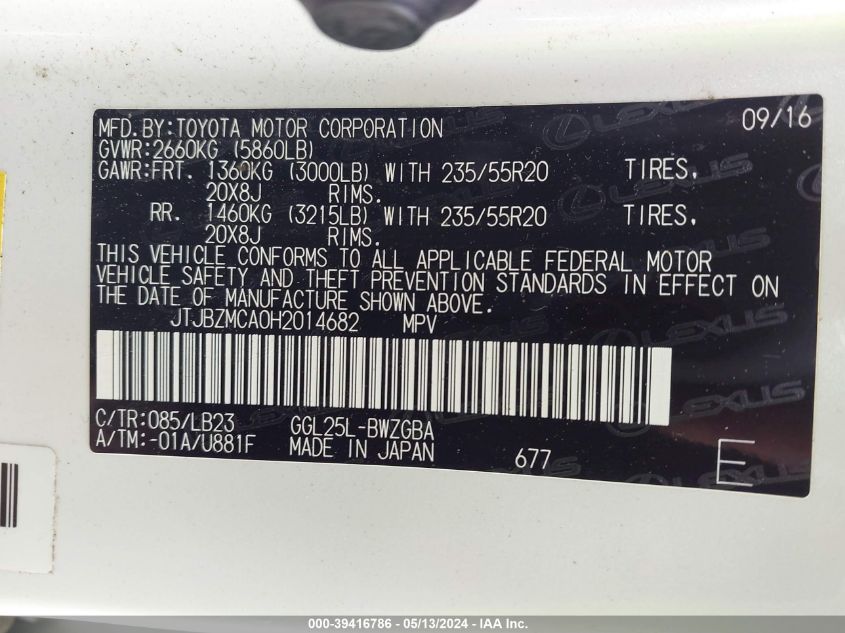 MFD.BY:TOYOTA MOTOR CORPORATION 09/16
GVWR:2660KG (5860LB)
GAWR:FRT. 1360KG (3000LB) WITH 235/55R20 TIRES,
20X8J RIMS.
RR. 1460KG (3215LB) WITH 235/55R20 TIRES,
20X8J RIMS.
THIS VEHICLE CONFORMS TO ALL APPLICABLE FEDERAL MOTOR
VEHICLE SAFETY AND THEFT PREVENTION STANDARDS IN EFFECT ON
THE DATE OF MANUFACTURE SHOWN ABOVE.
JTJBZMCA0H2014682 MPV
C/TR:085/LB23 GGL25L-BWZGBA
A/TM:-01A/U881F MADE IN JAPAN 677 E
LEXUS
000-39416786 - 05/13/2024 - IAA Inc.